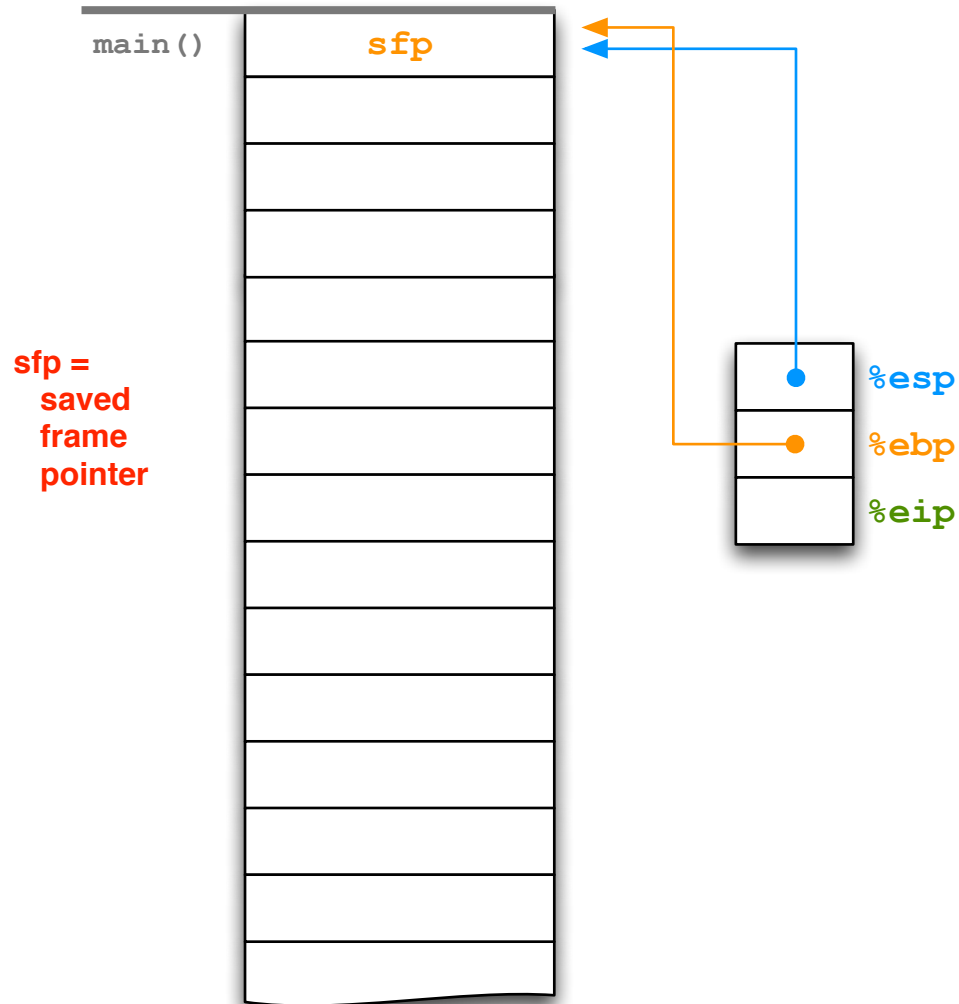 main()
sfp
sfp =
saved
frame
pointer
%esp
%ebp
%eip